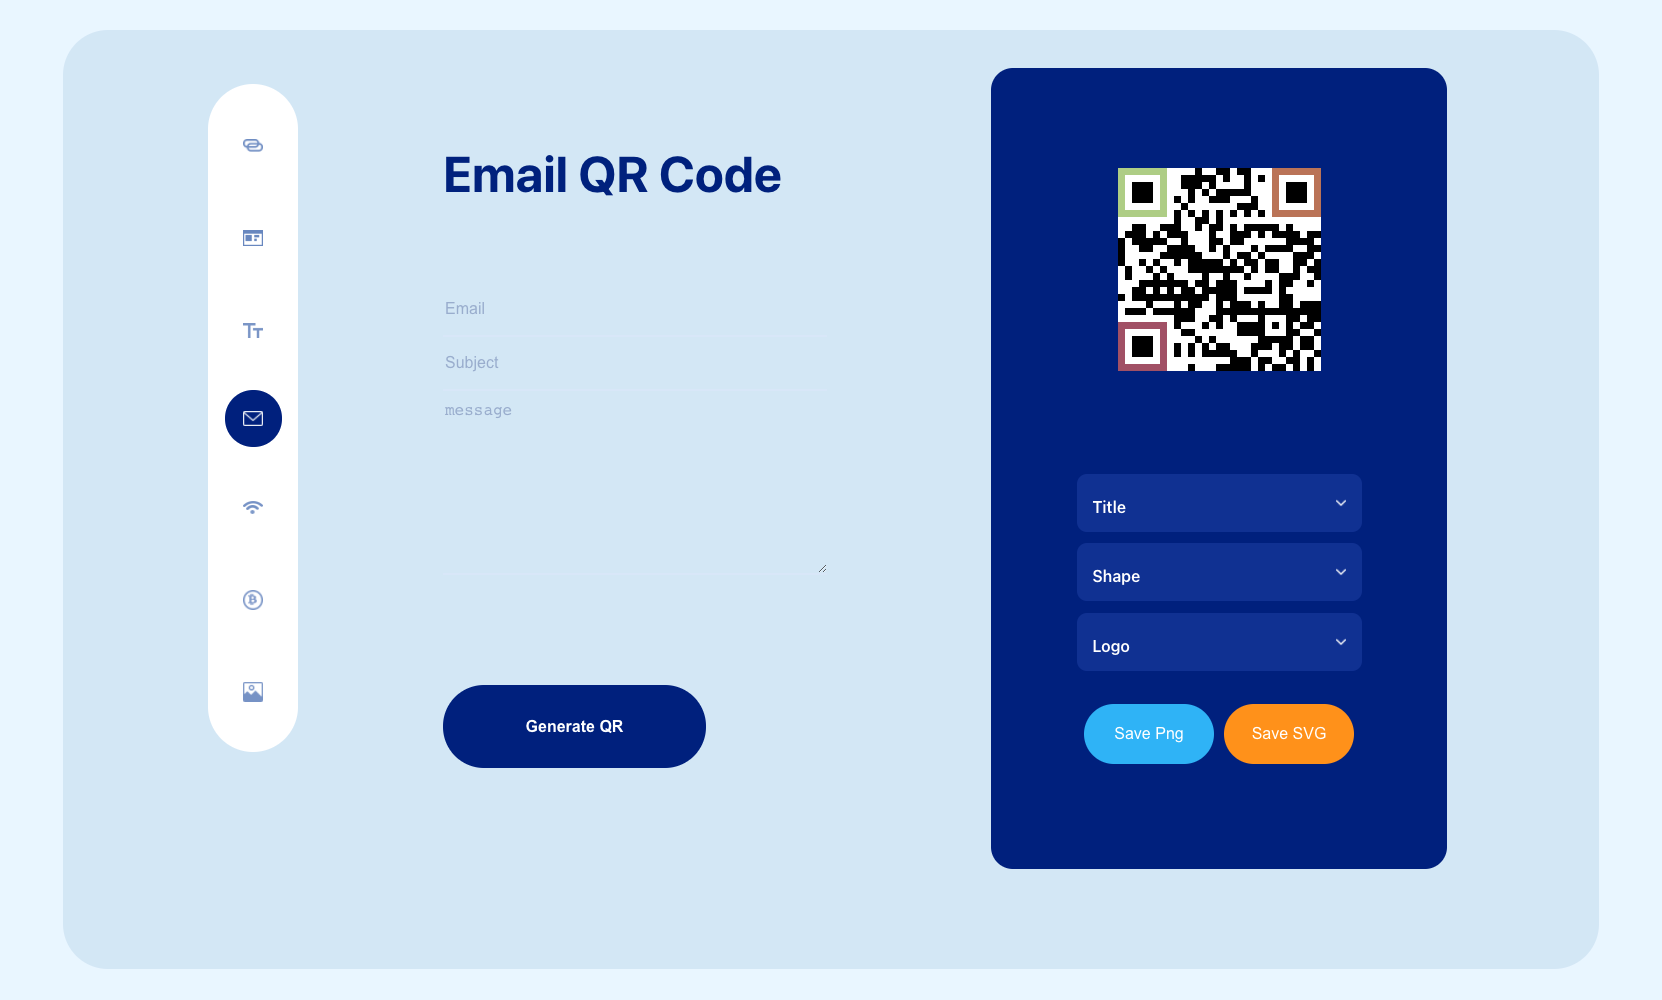 Email QR Code
Email
Subject
message
Generate QR
Title
Shape
Logo
Save Png
Save SVG